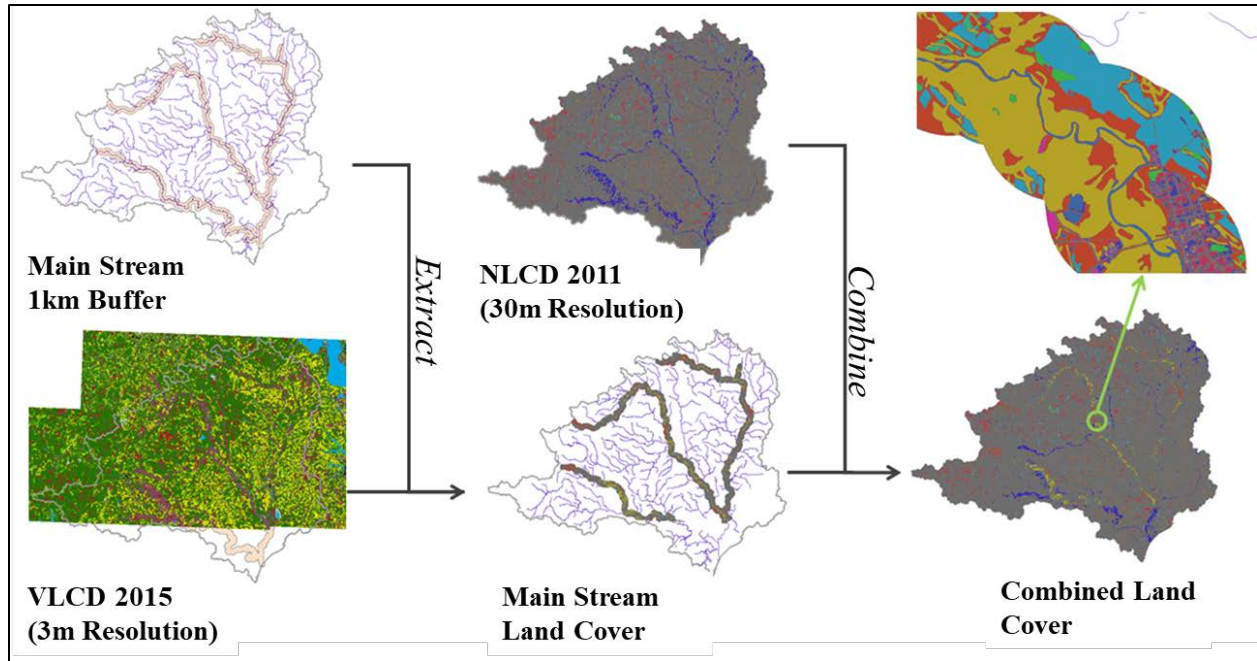 Main Stream
1km Buffer
Extract
NLCD 2011
(30m Resolution)
Combine
VLCD 2015
(3m Resolution)
Main Stream
Land Cover
Combined Land
Cover